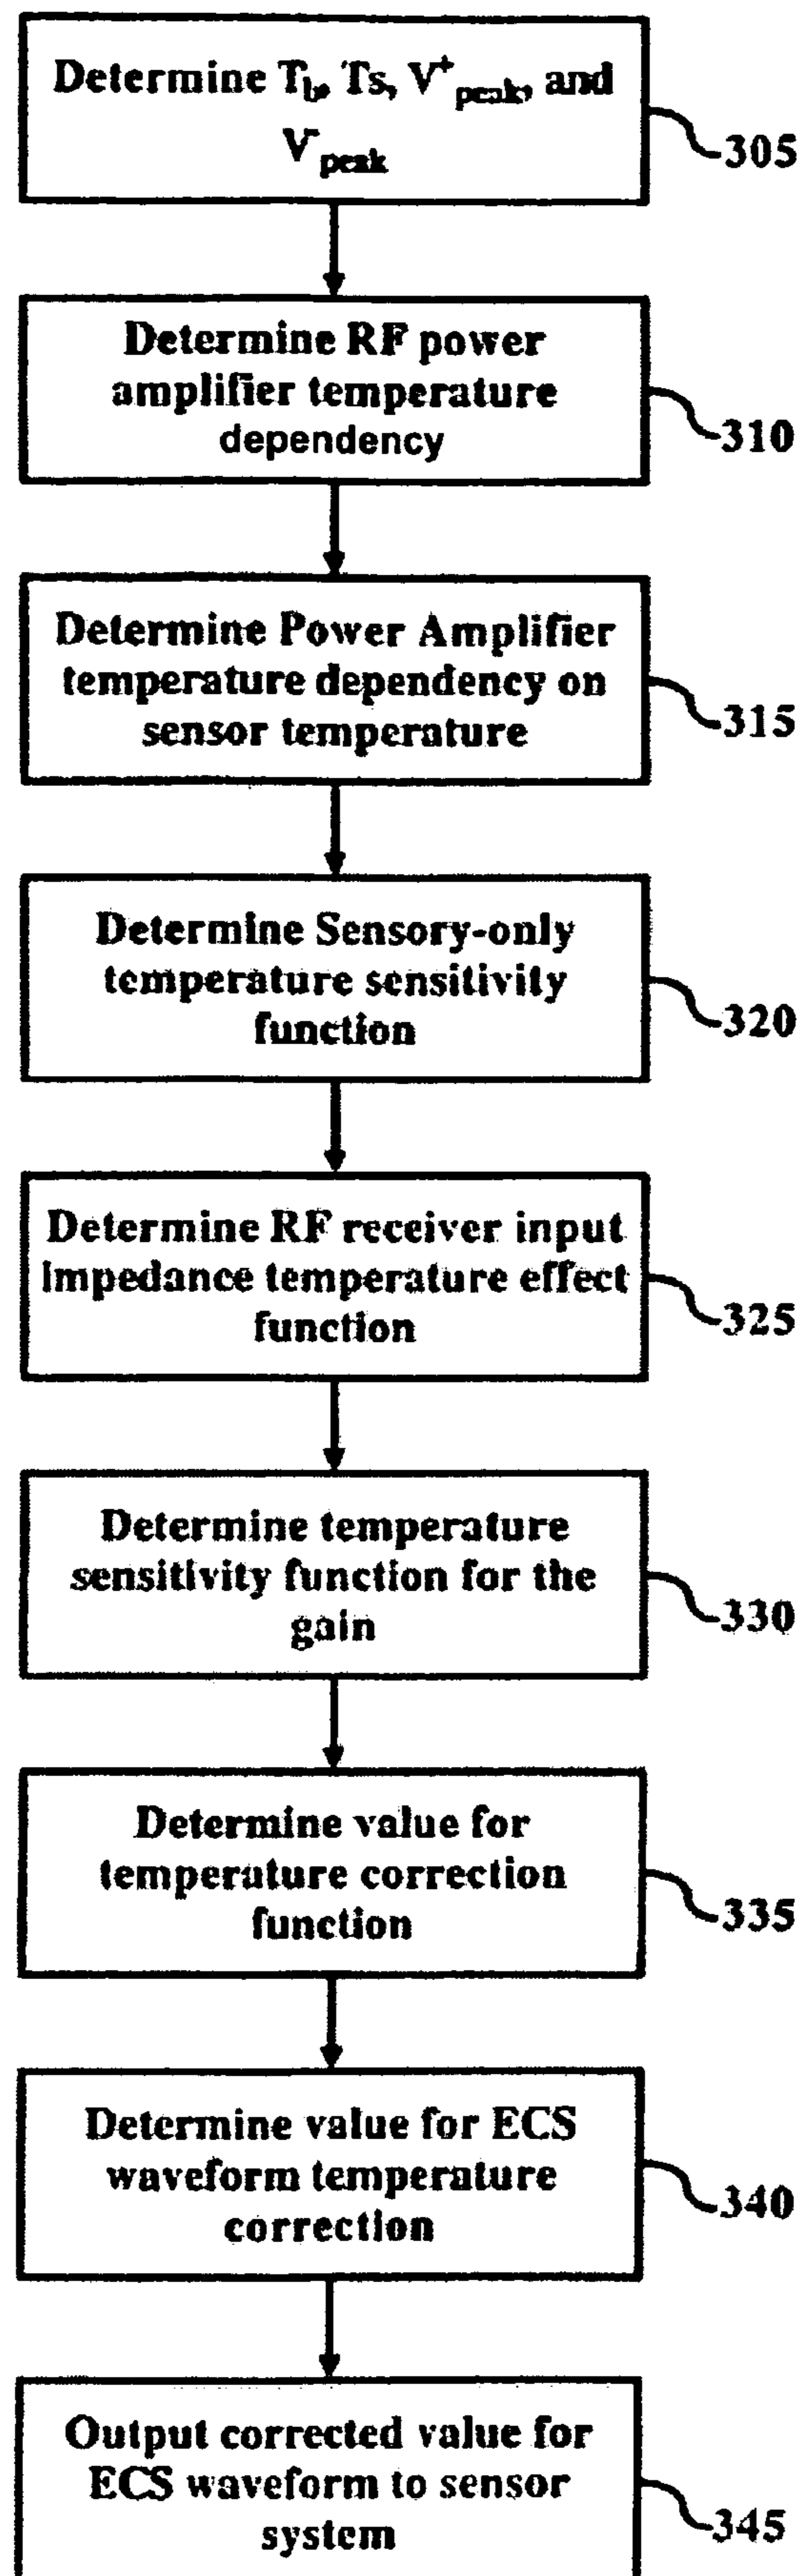 Determine T_b, Ts, V^+_peak, and
V^-_peak
305
Determine RF power
amplifier temperature
dependency
310
Determine Power Amplifier
temperature dependency on
sensor temperature
315
Determine Sensory-only
temperature sensitivity
function
320
Determine RF receiver input
impedance temperature effect
function
325
Determine temperature
sensitivity function for the
gain
330
Determine value for
temperature correction
function
335
Determine value for ECS
waveform temperature
correction
340
Output corrected value for
ECS waveform to sensor
system
345